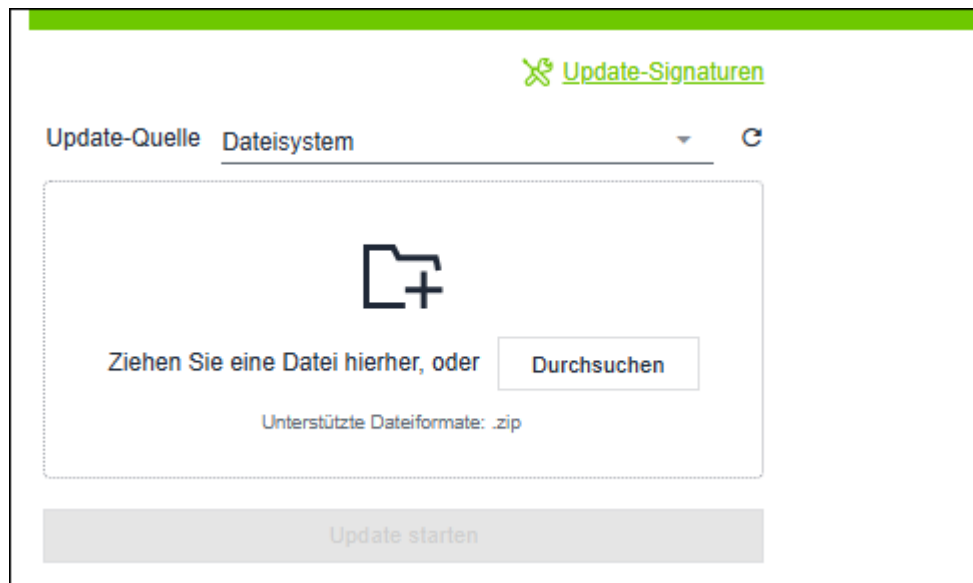 Update-Signaturen
Update-Quelle Dateisystem
Ziehen Sie eine Datei hierher, oder Durchsuchen
Unterstützte Dateiformate: .zip
Update starten